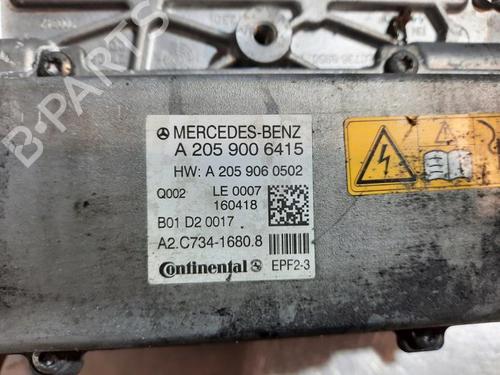 B-PARTS
MERCEDES-BENZ
A 205 900 6415
HW: A 205 906 0502
Q002 LE 0007
160418
B01 D2 0017
A2.C734-1680.8
Continental EPF2-3